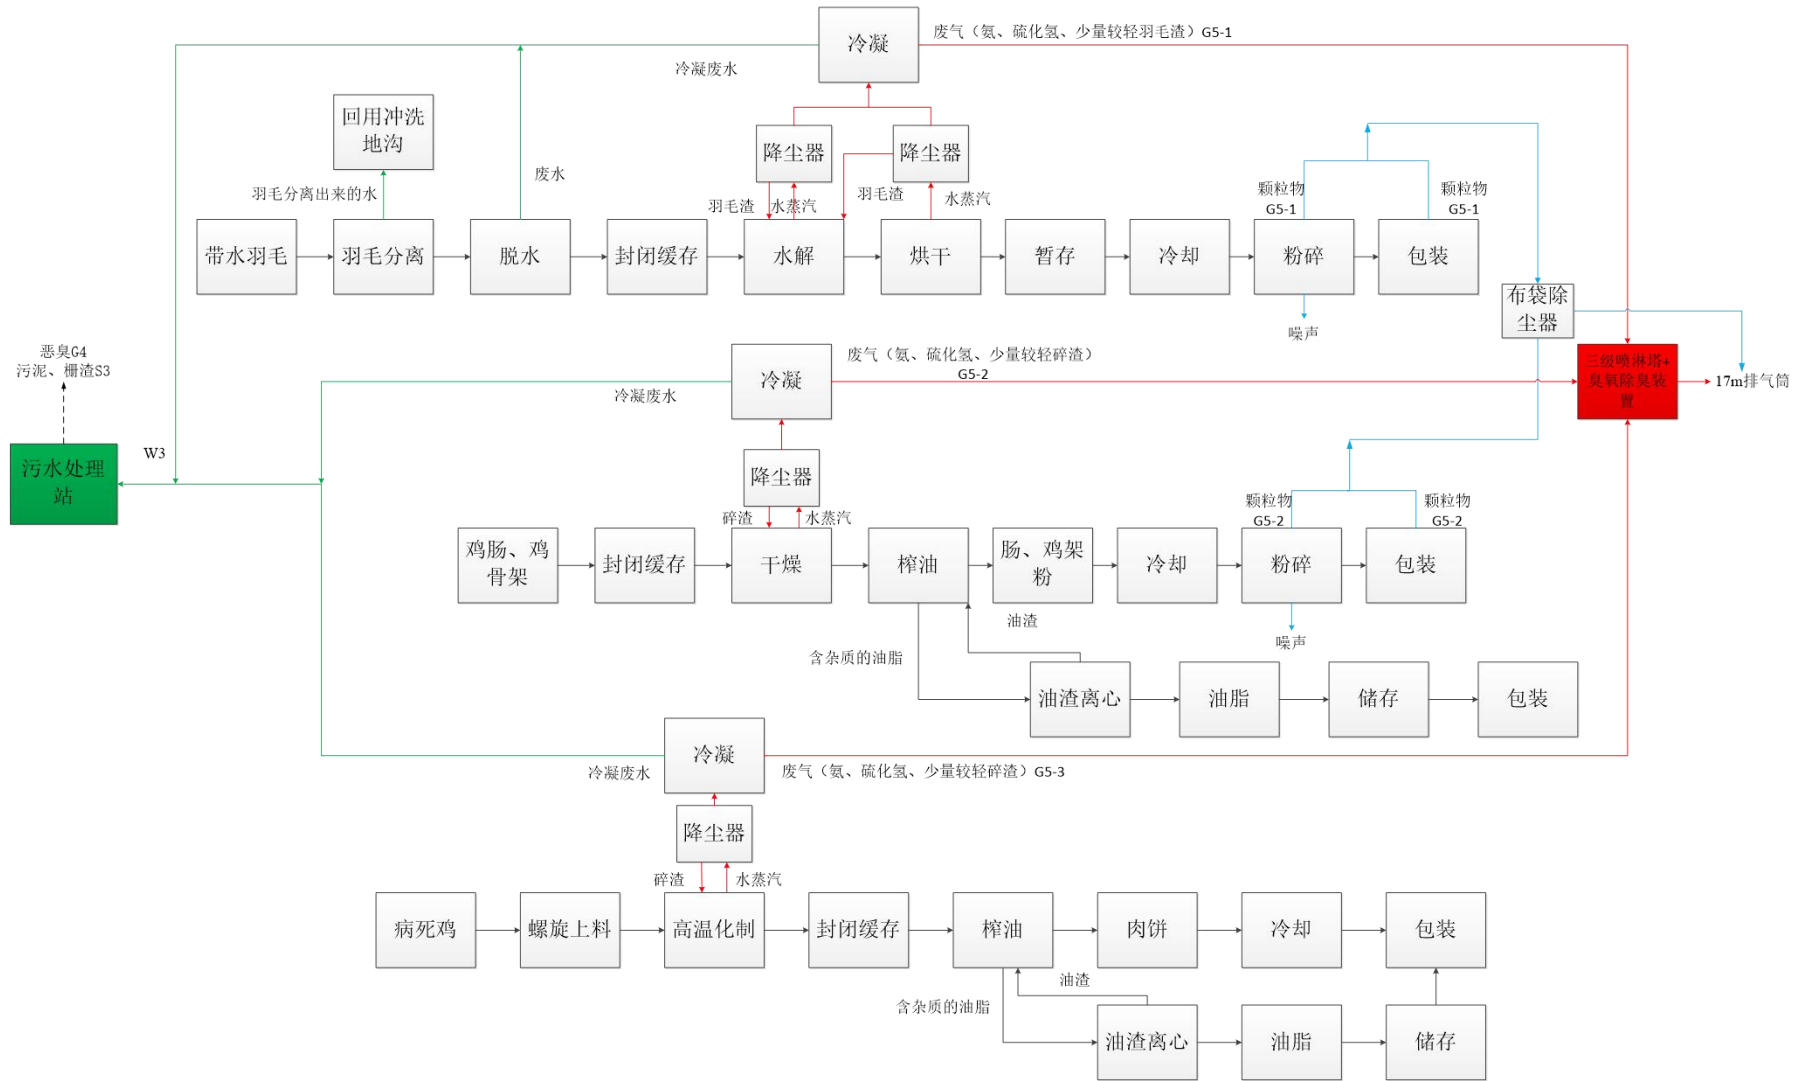 冷凝
废气（氨、硫化氢、少量较轻羽毛渣）G5-1
冷凝废水
回用冲洗
地沟
降尘器
降尘器
废水
羽毛分离出来的水
羽毛渣
水蒸汽
羽毛渣
水蒸汽
颗粒物
G5-1
颗粒物
G5-1
带水羽毛
羽毛分离
脱水
封闭缓存
水解
烘干
暂存
冷却
粉碎
包装
噪声
布袋除
尘器
恶臭G4
污泥、栅渣S3
冷凝
废气（氨、硫化氢、少量较轻碎渣）
G5-2
冷凝废水
三级喷淋塔+
臭氧除臭装
置
17m排气筒
W3
污水处理
站
降尘器
碎渣
水蒸汽
颗粒物
G5-2
颗粒物
G5-2
鸡肠、鸡
骨架
封闭缓存
干燥
榨油
肠、鸡架
粉
冷却
粉碎
包装
油渣
噪声
含杂质的油脂
油渣离心
油脂
储存
包装
冷凝
冷凝废水
废气（氨、硫化氢、少量较轻碎渣）G5-3
降尘器
碎渣
水蒸汽
病死鸡
螺旋上料
高温化制
封闭缓存
榨油
肉饼
冷却
包装
油渣
含杂质的油脂
油渣离心
油脂
储存